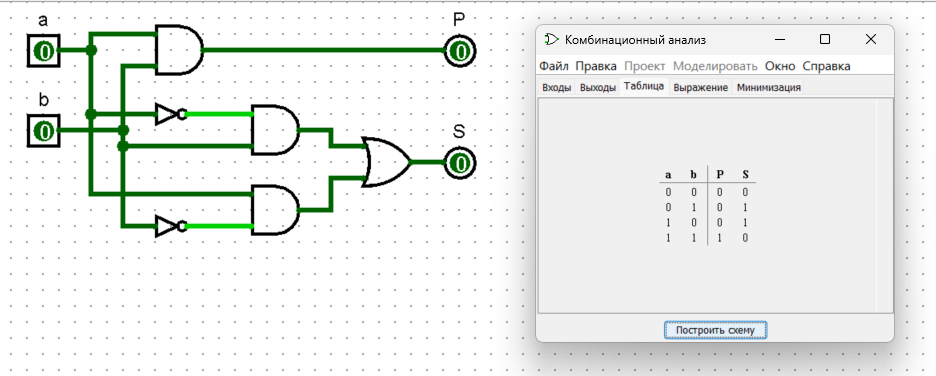 a
0
b
0
P
0
S
0
Комбинационный анализ
Файл Правка Проект Моделировать Окно Справка
Входы Выходы Таблица Выражение Минимизация
a b P S
0 0 0 0
0 1 0 1
1 0 0 1
1 1 1 0
Построить схему